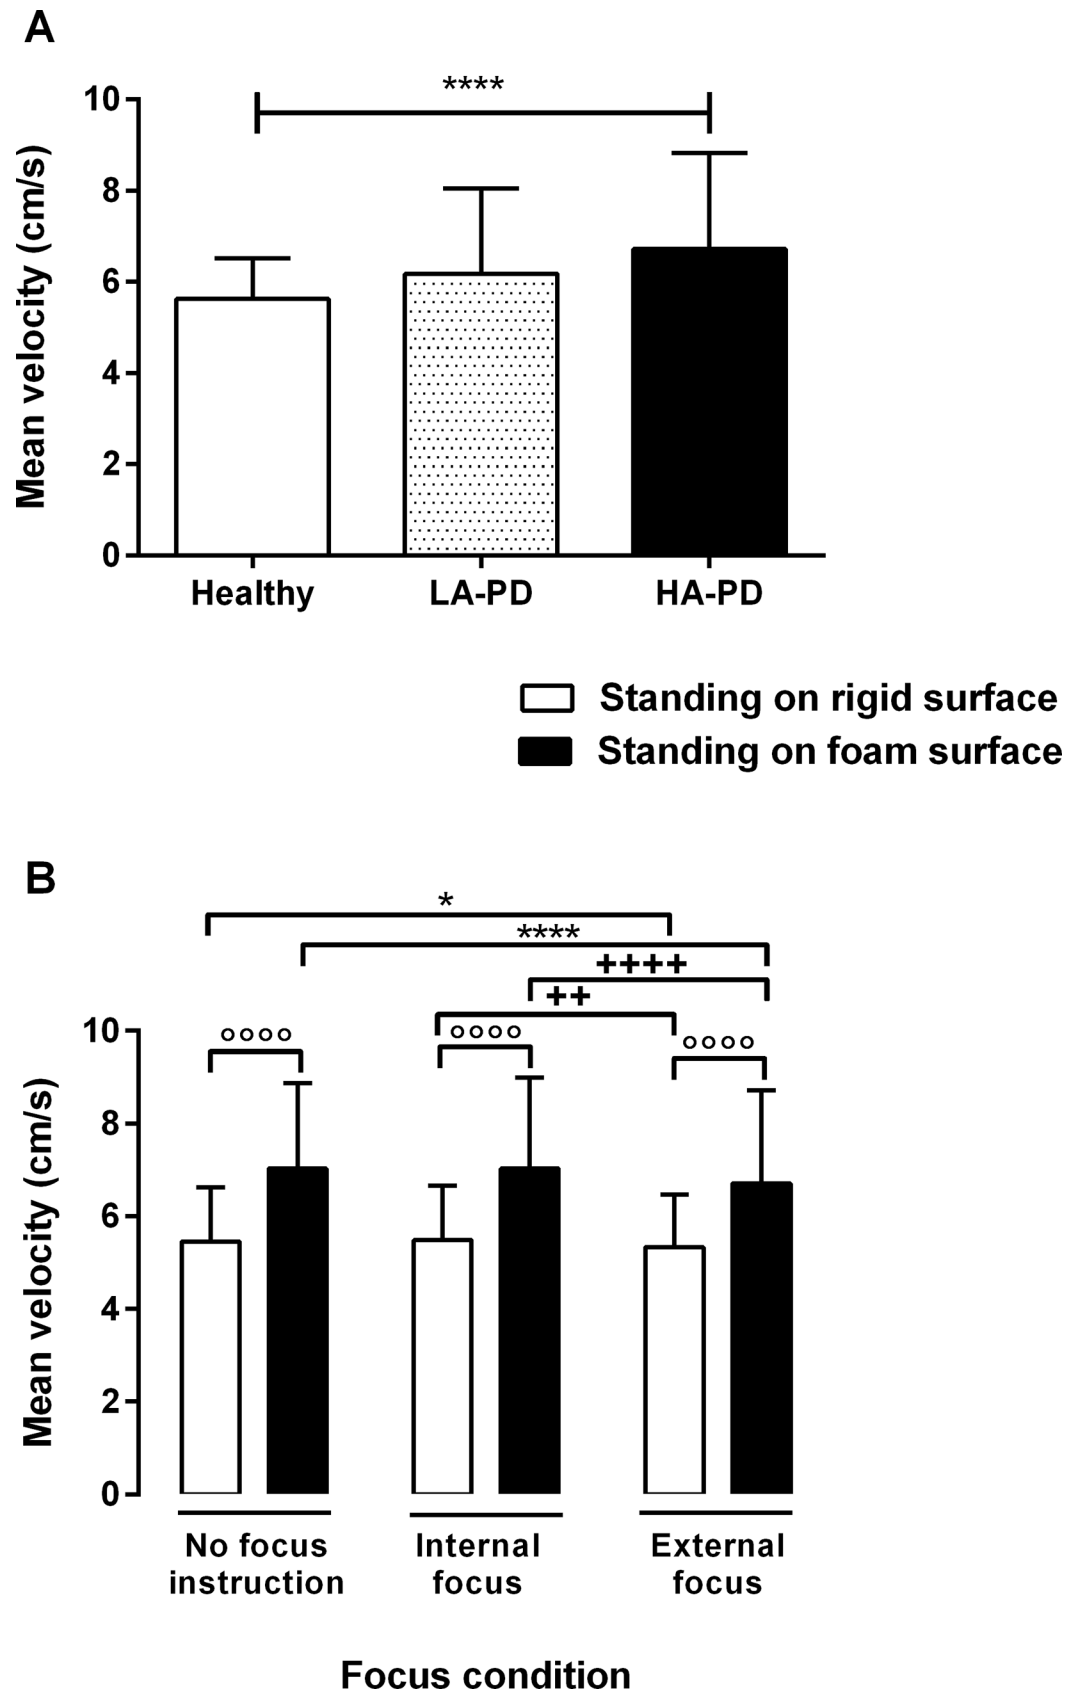 A
****
10
8
6
4
2
0
Mean velocity (cm/s)
Healthy LA-PD HA-PD
Standing on rigid surface
Standing on foam surface
B
*
****
++++
++
°°°° °°°° °°°°
10
8
6
4
2
0
Mean velocity (cm/s)
No focus instruction
Internal focus
External focus
Focus condition